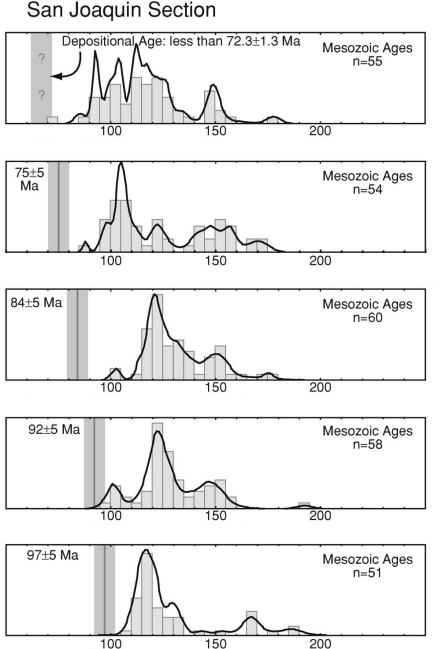 San Joaquin Section
Depositional Age: less than 72.3±1.3 Ma
Mesozoic Ages
n=55
?
?
100 150 200
75±5
Ma
Mesozoic Ages
n=54
100 150 200
84±5 Ma
Mesozoic Ages
n=60
100 150 200
92±5 Ma
Mesozoic Ages
n=58
100 150 200
97±5 Ma
Mesozoic Ages
n=51
100 150 200